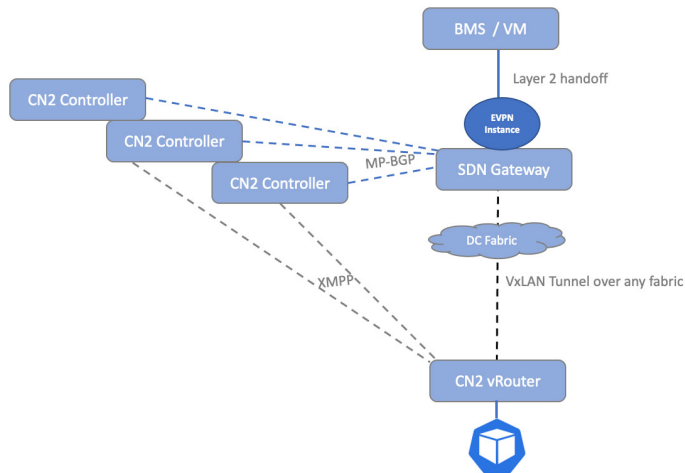 BMS / VM
Layer 2 handoff
CN2 Controller
EVPN
Instance
CN2 Controller
MP-BGP
SDN Gateway
CN2 Controller
DC Fabric
XMPP
VxLAN Tunnel over any fabric
CN2 vRouter